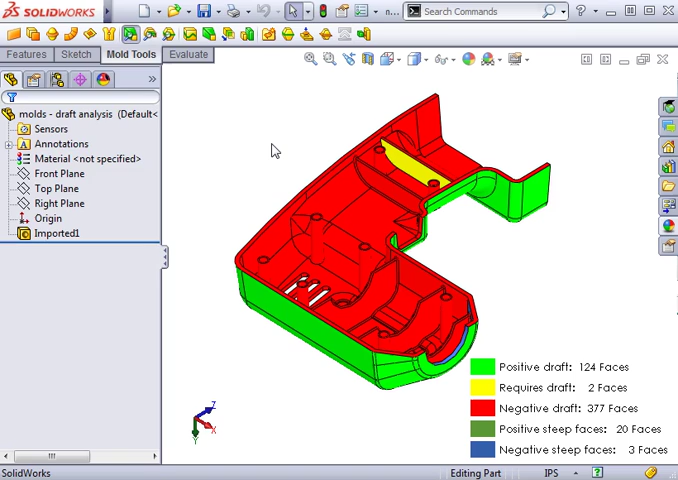 SOLIDWORKS
n...
Search Commands
Features
Sketch
Mold Tools
Evaluate
molds - draft analysis (Default<
Sensors
Annotations
Material <not specified>
Front Plane
Top Plane
Right Plane
Origin
Imported1
Positive draft: 124 Faces
Requires draft: 2 Faces
Negative draft: 377 Faces
Positive steep faces: 20 Faces
Negative steep faces: 3 Faces
Z
X
Y
SolidWorks
Editing Part
IPS